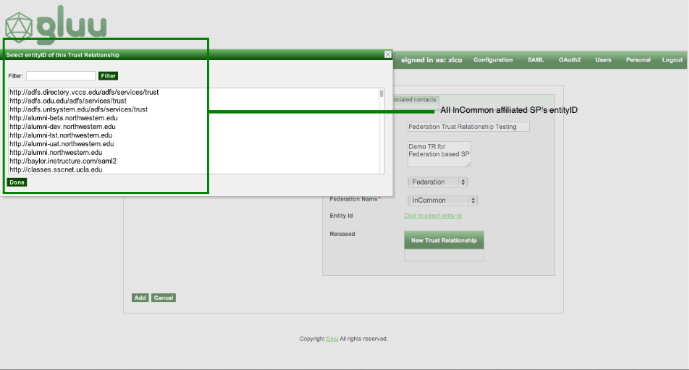 gluu
Select entityID of this Trust Relationship
signed in as: zico Configuration SAML OAuth2 Users Personal Logout
Filter: Filter
http://adfs.directory.vccs.edu/adfs/services/trust
http://adfs.odu.edu/adfs/services/trust
http://adfs.untsystem.edu/adfs/services/trust
http://alumni-beta.northwestern.edu
http://alumni-dev.northwestern.edu
http://alumni-tst.northwestern.edu
http://alumni-uat.northwestern.edu
http://alumni.northwestern.edu
http://baylor.instructure.com/saml2
http://classes.sscnet.ucla.edu
Done
contacts
All InCommon affiliated SP's entityID
Federation Trust Relationship Testing
Demo TR for
Federation based SP
Federation
Federation Name* InCommon
Entity Id Click to select entity id
Released New Trust Relationship
Add Cancel
Copyright Gluu All rights reserved.